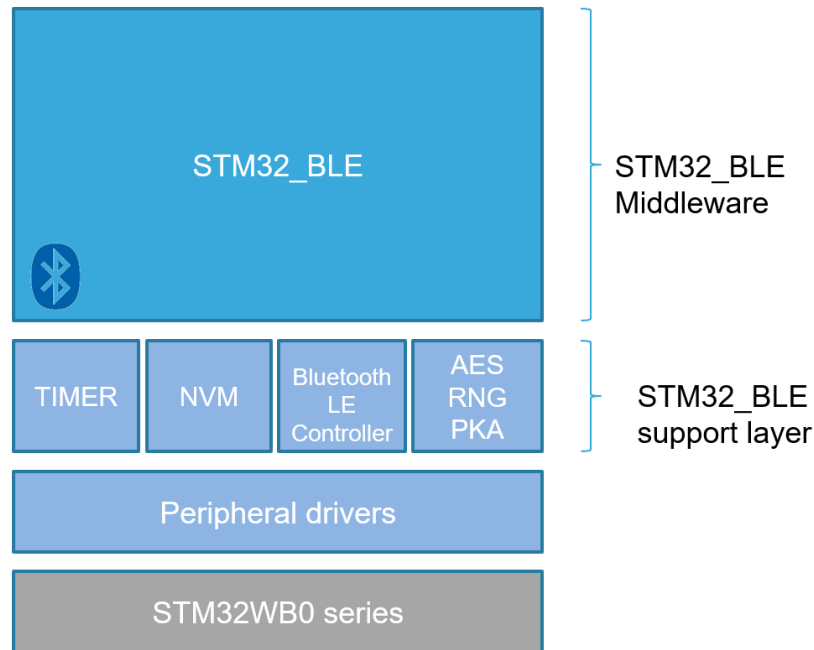 STM32_BLE
STM32_BLE
Middleware
TIMER
NVM
Bluetooth
LE
Controller
AES
RNG
PKA
STM32_BLE
support layer
Peripheral drivers
STM32WB0 series